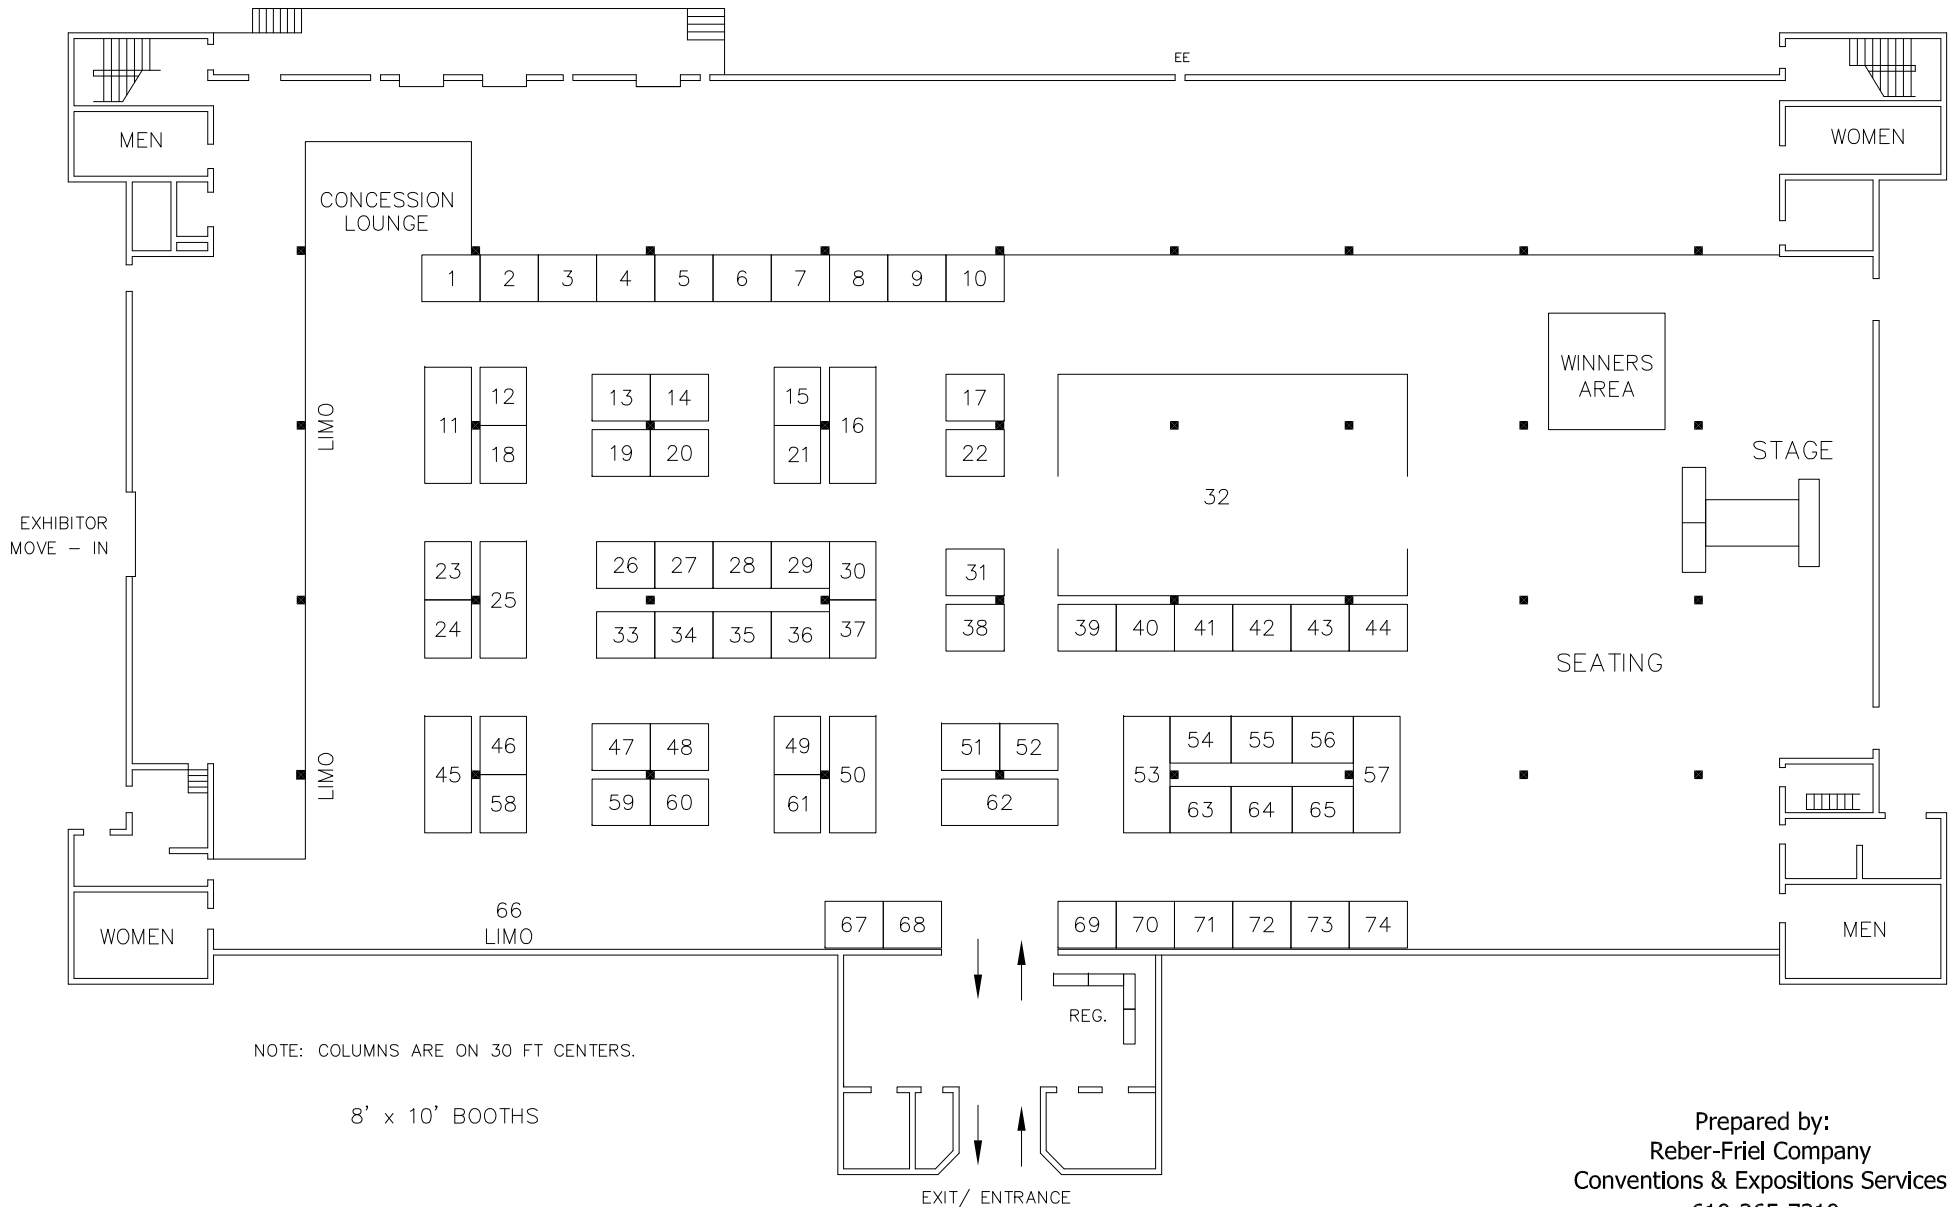 EE
MEN
WOMEN
CONCESSION
LOUNGE
1 2 3 4 5 6 7 8 9 10
WINNERS
AREA
LIMO
11 12 13 14 15 16 17
18 19 20 21 22
STAGE
32
EXHIBITOR
MOVE - IN
23 25 26 27 28 29 30 31
24 33 34 35 36 37 38 39 40 41 42 43 44
SEATING
LIMO
45 46 47 48 49 50 51 52 53 54 55 56 57
58 59 60 61 62 63 64 65
66
LIMO
67 68 69 70 71 72 73 74
WOMEN
MEN
REG.
NOTE: COLUMNS ARE ON 30 FT CENTERS.
8' x 10' BOOTHS
EXIT/ ENTRANCE
Prepared by:
Reber-Friel Company
Conventions & Expositions Services